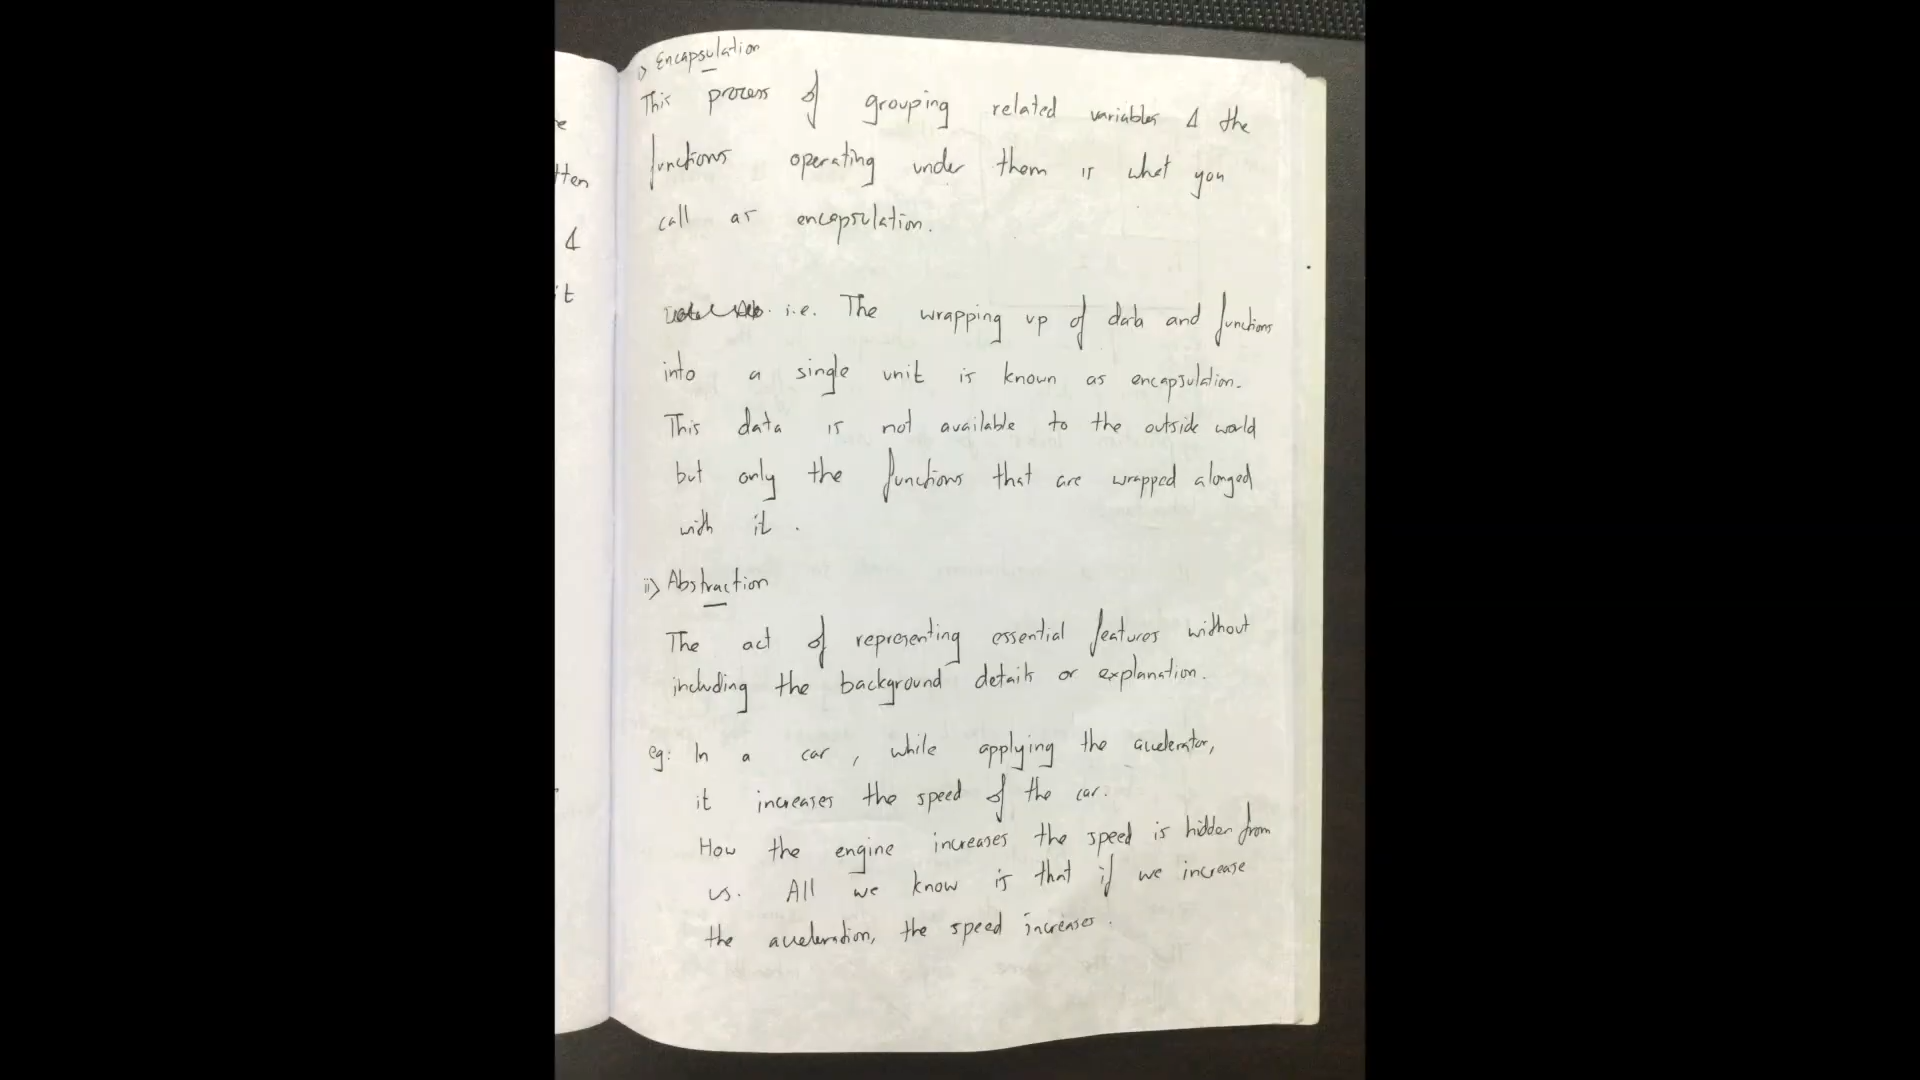 i) Encapsulation
This process of grouping related variables & the
functions operating under them is what you
call as encapsulation.
i.e. The wrapping up of data and functions
into a single unit is known as encapsulation.
This data is not available to the outside world
but only the functions that are wrapped alonged
with it.
ii) Abstraction
The act of representing essential features without
including the background details or explanation.
eg: In a car, while applying the accelerator,
it increases the speed of the car.
How the engine increases the speed is hidden from
us. All we know is that if we increase
the acceleration, the speed increases.